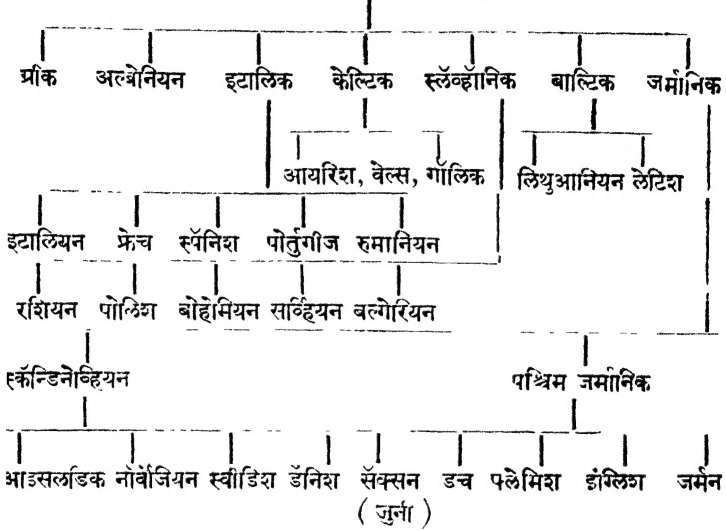 ग्रीक अल्बेनियन इटालिक केल्टिक स्लॅव्हॉनिक बाल्टिक जर्मानिक
आयरिश, वेल्स, गॉलिक लिथुआनियन लेटिश
इटालियन फ्रेच स्पॅनिश पोर्तुगीज रुमानियन
रशियन पोलिश बोहोमियन सर्व्हियन बल्गेरियन
स्कॅन्डिनेव्हियन पश्चिम जर्मानिक
आइसलांडिक नॉर्वेजियन स्वीडिश डॅनिश सॅक्सन डच फ्लेमिश इंग्लिश जर्मन
(जुनी)